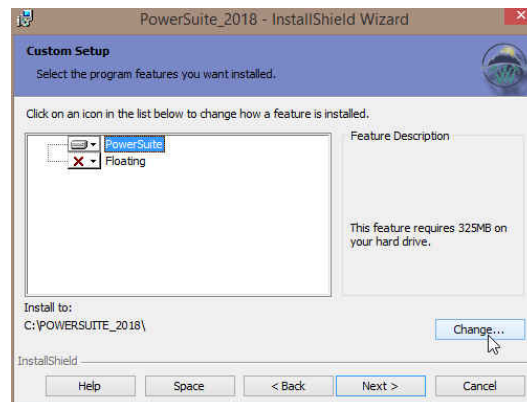 PowerSuite_2018 - InstallShield Wizard
Custom Setup
Select the program features you want installed.
Click on an icon in the list below to change how a feature is installed.
PowerSuite
Floating
Feature Description
This feature requires 325MB on
your hard drive.
Install to:
C:\POWERSUITE_2018\
Change...
InstallShield
Help Space < Back Next > Cancel